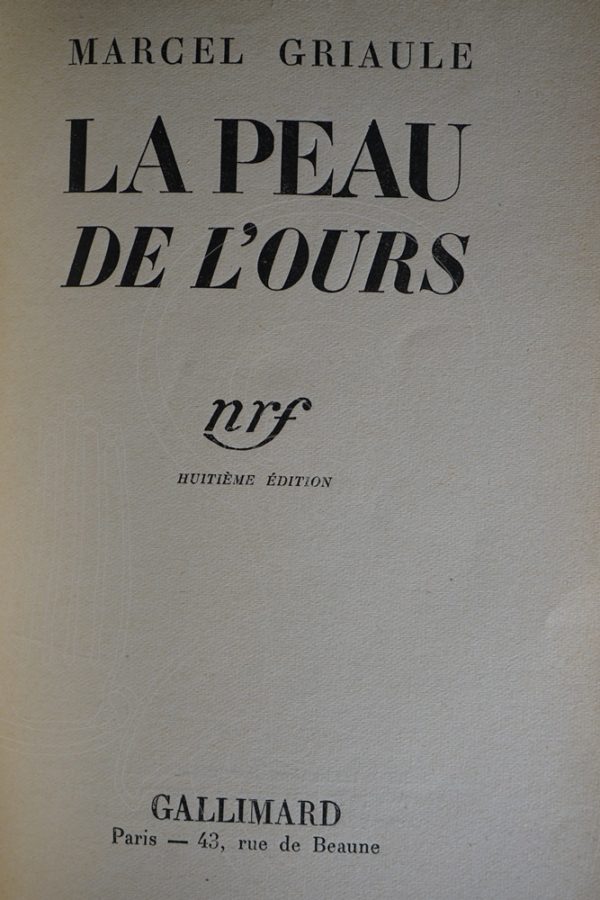 MARCEL GRIAULE
LA PEAU
DE L'OURS
nrf
HUITIÈME ÉDITION
GALLIMARD
Paris — 43, rue de Beaune